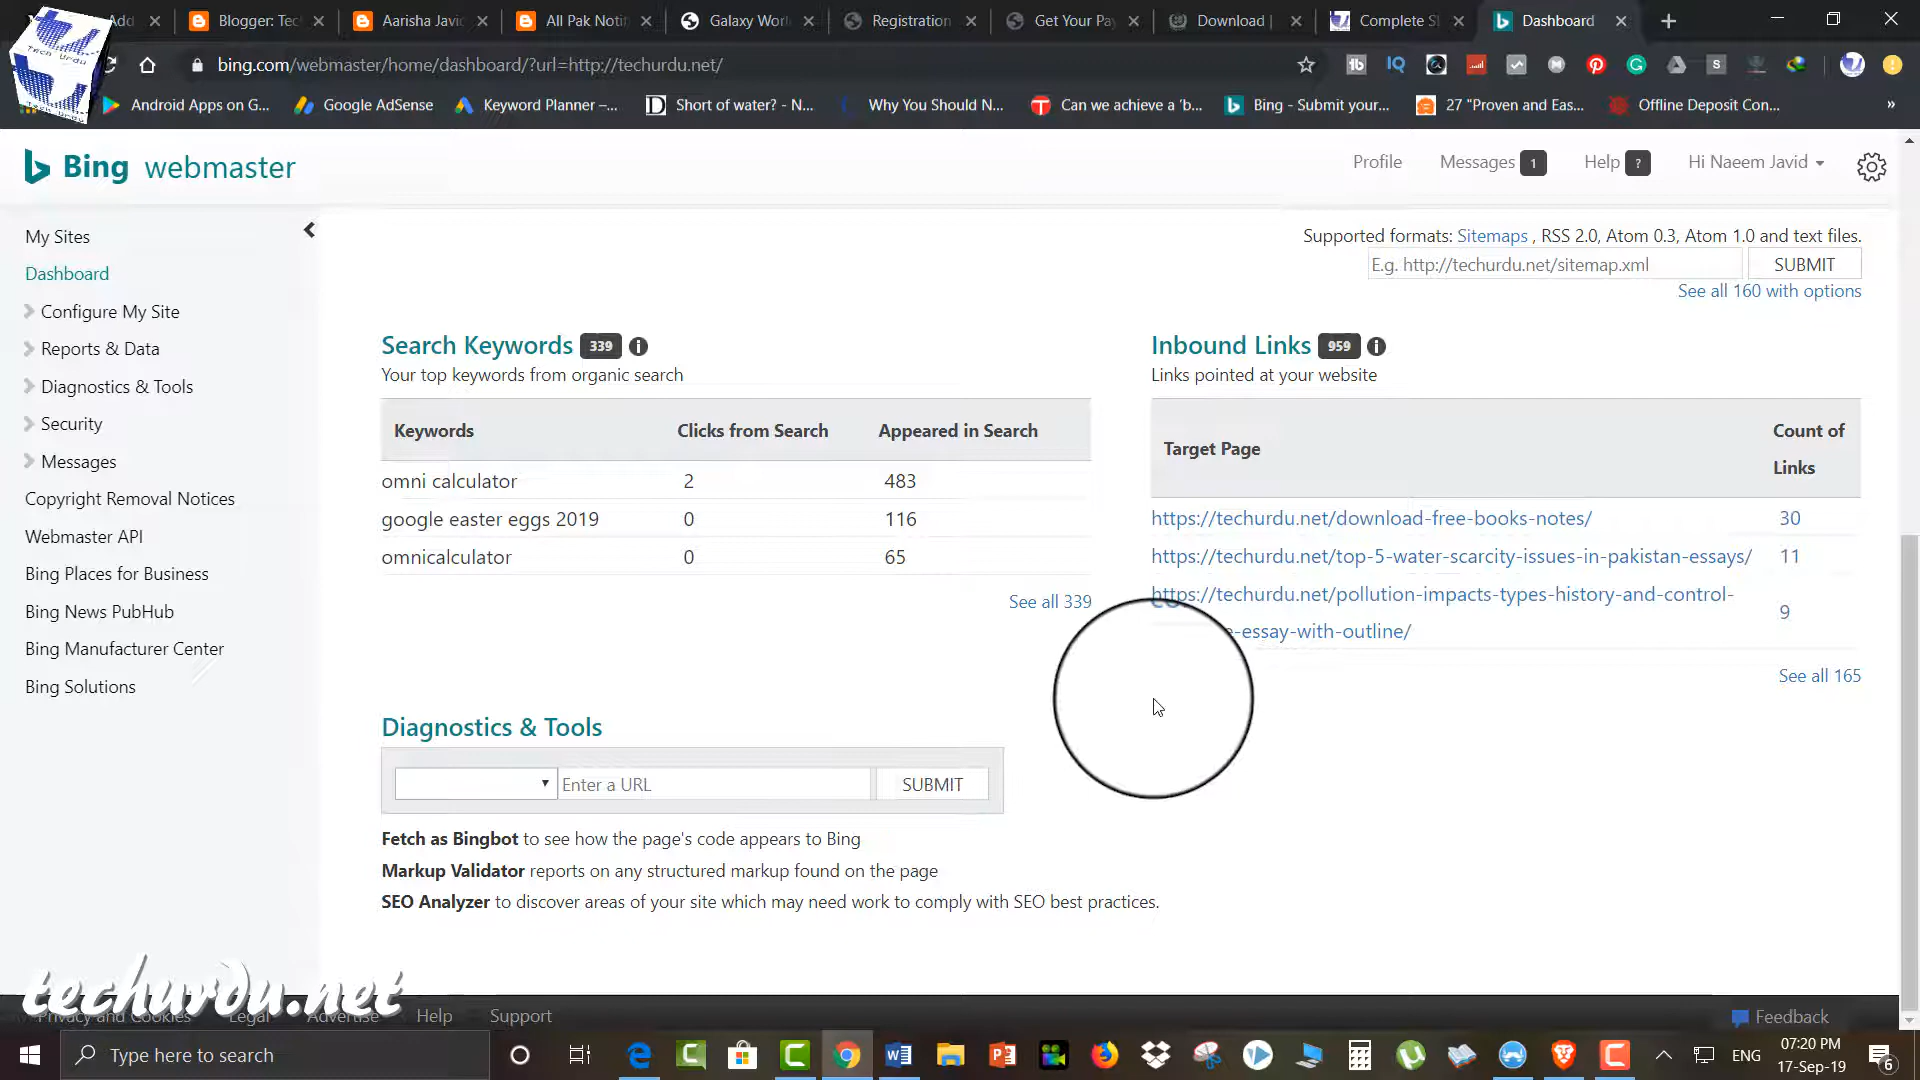 Add
Blogger: Tec
Aarisha Javi
All Pak Noti
Galaxy Worl
Registration
Get Your Pay
Download |
Complete S
Dashboard
bing.com/webmaster/home/dashboard/?url=http://techurdu.net/
Android Apps on G...
Google AdSense
Keyword Planner –...
Short of water? - N...
Why You Should N...
Can we achieve a 'b...
Bing - Submit your...
27 "Proven and Eas...
Offline Deposit Con...
»
Tech Urdu
Bing webmaster
Profile
Messages 1
Help ?
Hi Naeem Javid
My Sites
Dashboard
Configure My Site
Reports & Data
Diagnostics & Tools
Security
Messages
Copyright Removal Notices
Webmaster API
Bing Places for Business
Bing News PubHub
Bing Manufacturer Center
Bing Solutions
Supported formats: Sitemaps , RSS 2.0, Atom 0.3, Atom 1.0 and text files.
E.g. http://techurdu.net/sitemap.xml SUBMIT
See all 160 with options
Search Keywords 339
Your top keywords from organic search
Keywords Clicks from Search Appeared in Search
omni calculator 2 483
google easter eggs 2019 0 116
omnicalculator 0 65
See all 339
Inbound Links 959
Links pointed at your website
Target Page Count of
Links
https://techurdu.net/download-free-books-notes/ 30
https://techurdu.net/top-5-water-scarcity-issues-in-pakistan-essays/ 11
https://techurdu.net/pollution-impacts-types-history-and-control-
e-essay-with-outline/ 9
See all 165
Diagnostics & Tools
Enter a URL SUBMIT
Fetch as Bingbot to see how the page's code appears to Bing
Markup Validator reports on any structured markup found on the page
SEO Analyzer to discover areas of your site which may need work to comply with SEO best practices.
techurdu.net
Privacy and Cookies Legal Advertise Help Support
Feedback
Type here to search
ENG
07:20 PM
17-Sep-19
6